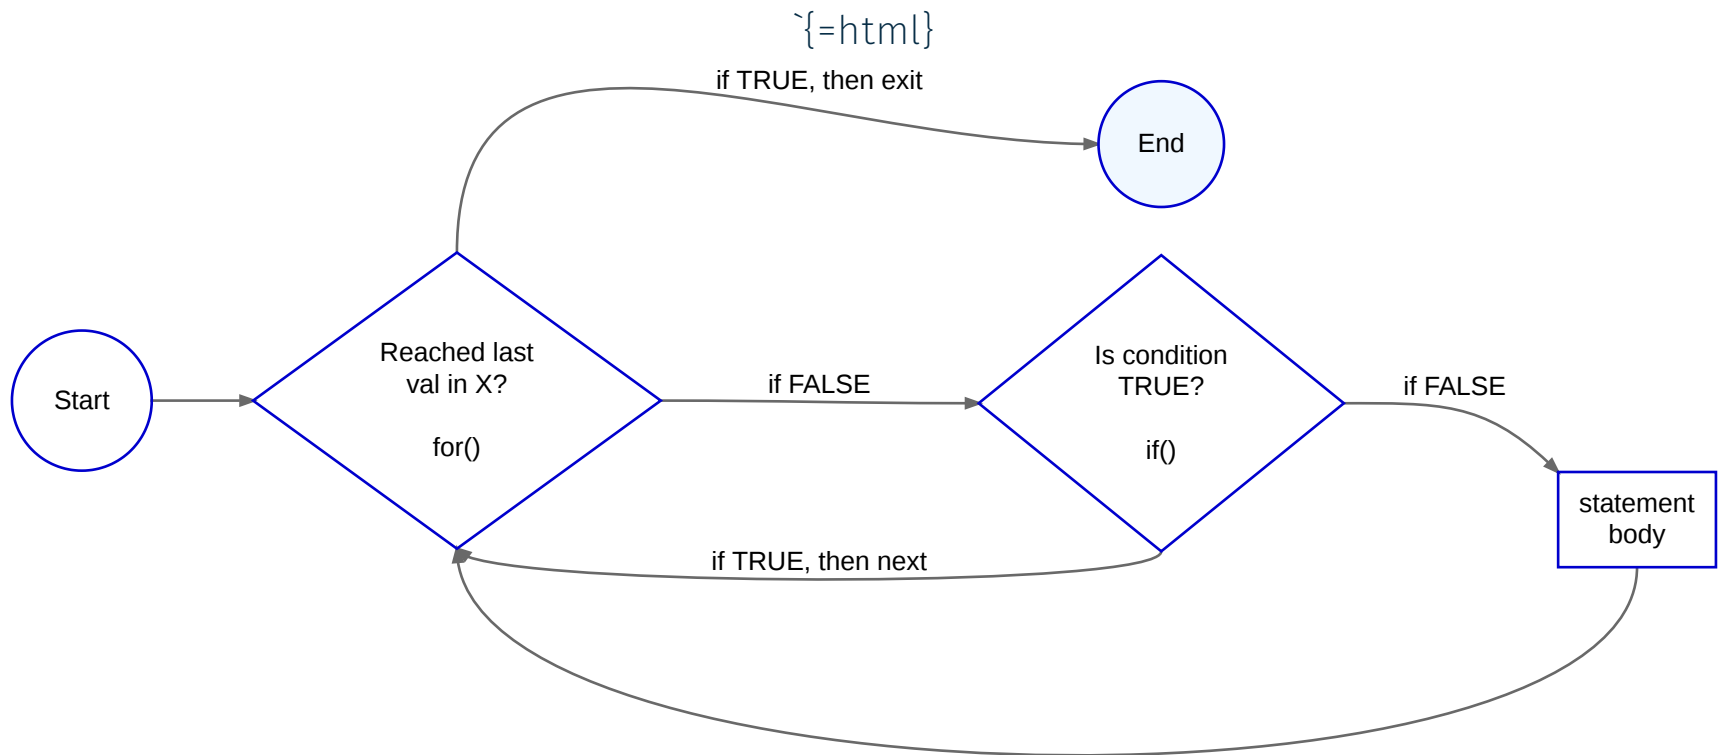 `{=html}
if TRUE, then exit
End
Start
Reached last
val in X?
for()
if FALSE
Is condition
TRUE?
if()
if FALSE
statement
body
if TRUE, then next